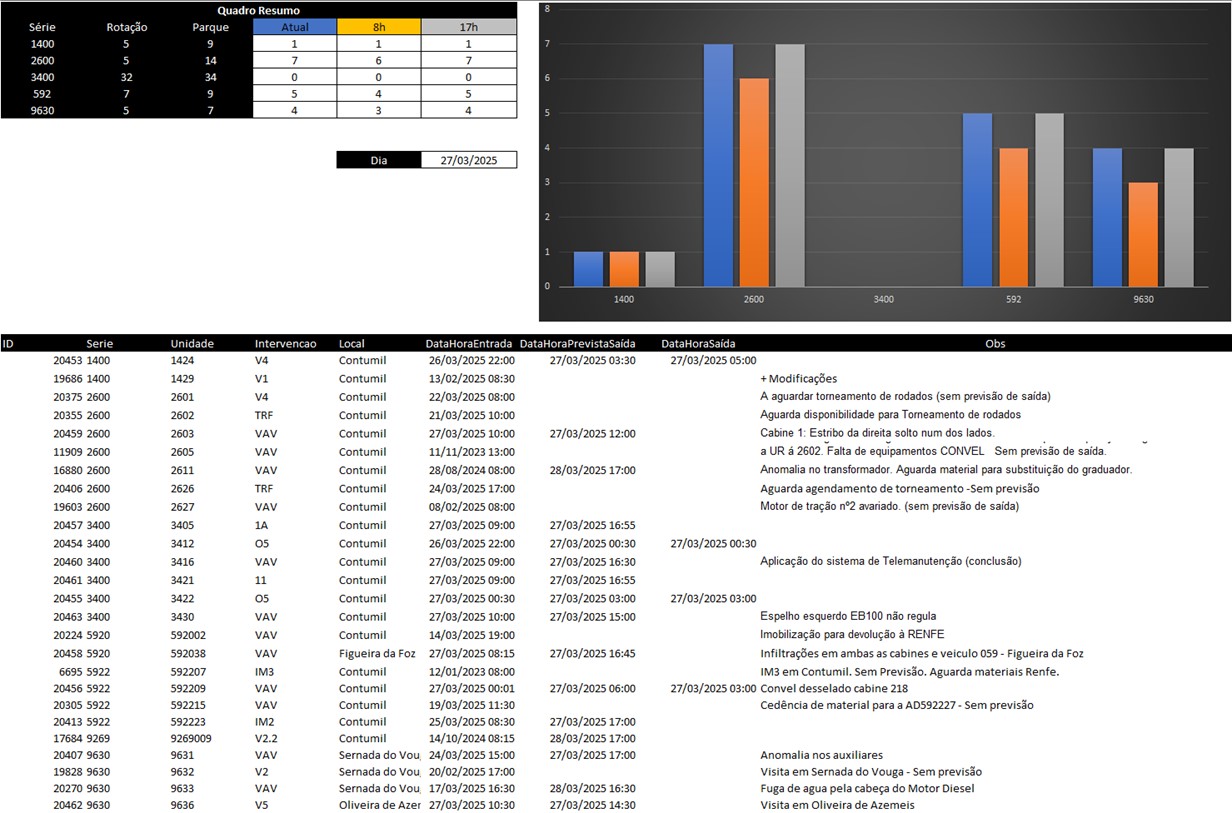 Quadro Resumo
Série Rotação Parque Atual 8h 17h
1400 5 9 1 1 1
2600 5 14 7 6 7
3400 32 34 0 0 0
592 7 9 5 4 5
9630 5 7 4 3 4
Dia 27/03/2025
8
7
6
5
4
3
2
1
0
1400 2600 3400 592 9630
ID Serie Unidade Intervencao Local DataHoraEntrada DataHoraPrevistaSaída DataHoraSaída Obs
20453 1400 1424 V4 Contumil 26/03/2025 22:00 27/03/2025 03:30 27/03/2025 05:00
19686 1400 1429 V1 Contumil 13/02/2025 08:30 + Modificações
20375 2600 2601 V4 Contumil 22/03/2025 08:00 A aguardar torneamento de rodados (sem previsão de saída)
20355 2600 2602 TRF Contumil 21/03/2025 10:00 Aguarda disponibilidade para Torneamento de rodados
20459 2600 2603 VAV Contumil 27/03/2025 10:00 27/03/2025 12:00 Cabine 1: Estribo da direita solto num dos lados.
11909 2600 2605 VAV Contumil 11/11/2023 13:00 a UR á 2602. Falta de equipamentos CONVEL Sem previsão de saída.
16880 2600 2611 VAV Contumil 28/08/2024 08:00 28/03/2025 17:00 Anomalia no transformador. Aguarda material para substituição do graduador.
20406 2600 2626 TRF Contumil 24/03/2025 17:00 Aguarda agendamento de torneamento -Sem previsão
19603 2600 2627 VAV Contumil 08/02/2025 08:00 Motor de tração nº2 avariado. (sem previsão de saída)
20457 3400 3405 1A Contumil 27/03/2025 09:00 27/03/2025 16:55
20454 3400 3412 O5 Contumil 26/03/2025 22:00 27/03/2025 00:30 27/03/2025 00:30
20460 3400 3416 VAV Contumil 27/03/2025 09:00 27/03/2025 16:30 Aplicação do sistema de Telemanutenção (conclusão)
20461 3400 3421 11 Contumil 27/03/2025 09:00 27/03/2025 16:55
20455 3400 3422 O5 Contumil 27/03/2025 00:30 27/03/2025 03:00 27/03/2025 03:00
20463 3400 3430 VAV Contumil 27/03/2025 10:00 27/03/2025 15:00 Espelho esquerdo EB100 não regula
20224 5920 592002 VAV Contumil 14/03/2025 19:00 Imobilização para devolução á RENFE
20458 5920 592038 VAV Figueira da Foz 27/03/2025 08:15 27/03/2025 16:45 Infiltrações em ambas as cabines e veiculo 059 - Figueira da Foz
6695 5922 592207 IM3 Contumil 12/01/2023 08:00 IM3 em Contumil. Sem Previsão. Aguarda materiais Renfe.
20456 5922 592209 VAV Contumil 27/03/2025 00:01 27/03/2025 06:00 27/03/2025 03:00 Convel desselado cabine 218
20305 5922 592215 VAV Contumil 19/03/2025 11:30 Cedência de material para a AD592227 - Sem previsão
20413 5922 592223 IM2 Contumil 25/03/2025 08:30 27/03/2025 17:00
17684 9269 9269009 V2.2 Contumil 14/10/2024 08:15 28/03/2025 17:00
20407 9630 9631 VAV Sernada do Vou 24/03/2025 15:00 27/03/2025 17:00 Anomalia nos auxiliares
19828 9630 9632 V2 Sernada do Vou 20/02/2025 17:00 Visita em Sernada do Vouga - Sem previsão
20270 9630 9633 VAV Sernada do Vou 17/03/2025 16:30 28/03/2025 16:30 Fuga de agua pela cabeça do Motor Diesel
20462 9630 9636 V5 Oliveira de Azer 27/03/2025 10:30 27/03/2025 14:30 Visita em Oliveira de Azemeis